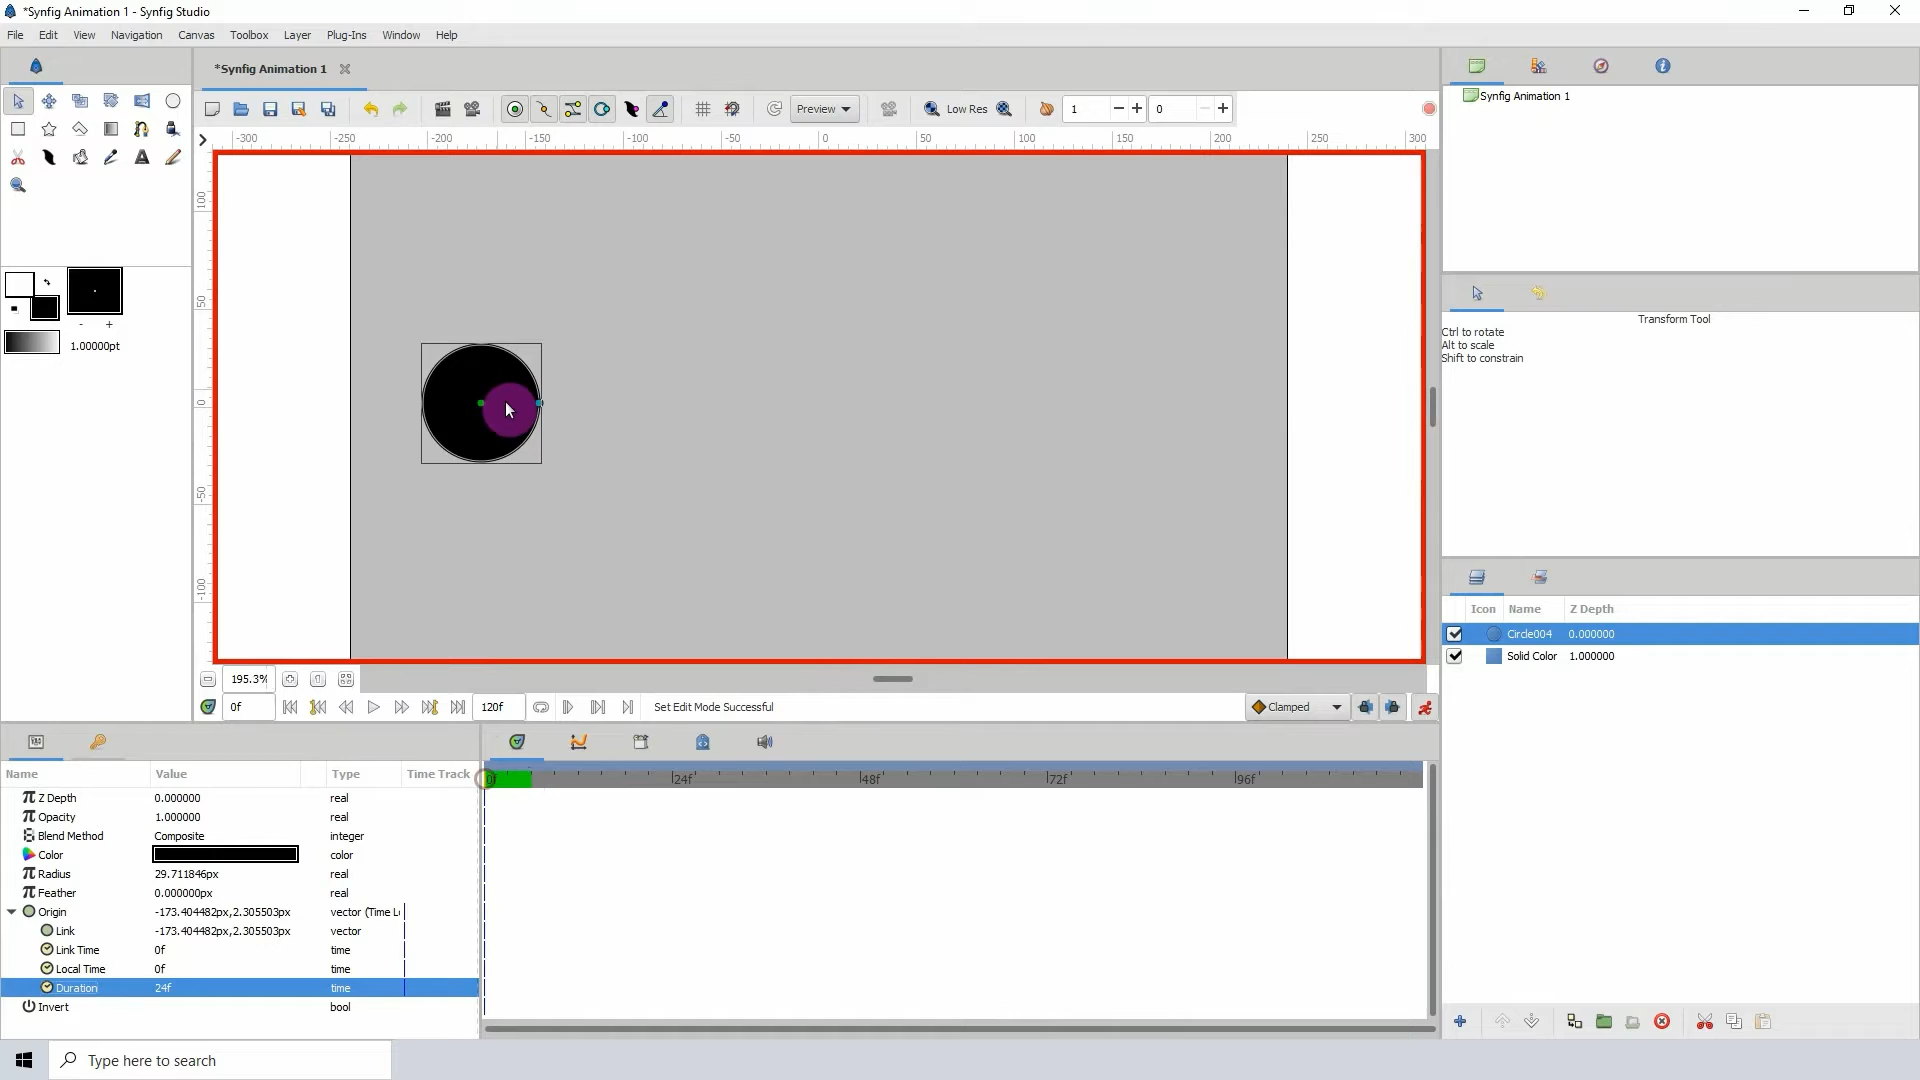 *Synfig Animation 1 - Synfig Studio
File Edit View Navigation Canvas Toolbox Layer Plug-Ins Window Help
*Synfig Animation 1
Preview Low Res 1 0
-300 -250 -200 -150 -100 -50 0 50 100 150 200 250 300
100
50
0
-50
-100
- +
1.00000pt
Synfig Animation 1
Transform Tool
Ctrl to rotate
Alt to scale
Shift to constrain
Icon Name Z Depth
Circle004 0.000000
Solid Color 1.000000
195.3%
0f 120f Set Edit Mode Successful Clamped
Name Value Type Time Track
0f 24f 48f 72f 96f
Z Depth 0.000000 real
Opacity 1.000000 real
Blend Method Composite integer
Color color
Radius 29.711846px real
Feather 0.000000px real
Origin -173.404482px,2.305503px vector (Time L
Link -173.404482px,2.305503px vector
Link Time 0f time
Local Time 0f time
Duration 24f time
Invert bool
Type here to search